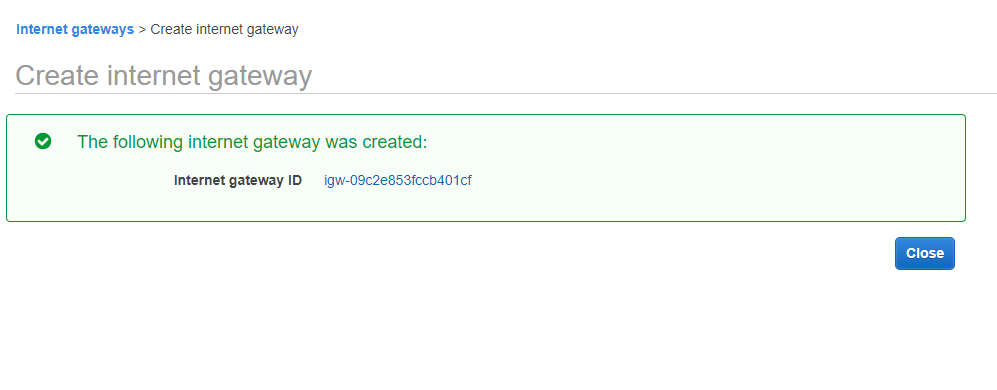 Internet gateways > Create internet gateway
Create internet gateway
The following internet gateway was created:
Internet gateway ID igw-09c2e853fccb401cf
Close